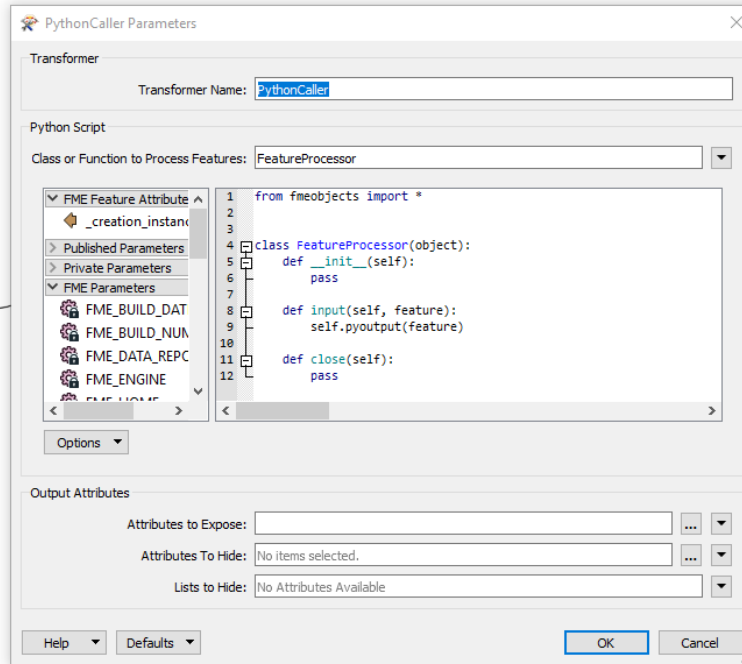 PythonCaller Parameters
Transformer
Transformer Name: PythonCaller
Python Script
Class or Function to Process Features: FeatureProcessor
FME Feature Attribute
_creation_instanc
Published Parameters
Private Parameters
FME Parameters
FME_BUILD_DAT
FME_BUILD_NUM
FME_DATA_REPC
FME_ENGINE
FME_HOME
1 from fmeobjects import *
2
3
4 class FeatureProcessor(object):
5 def __init__(self):
6 pass
7
8 def input(self, feature):
9 self.pyoutput(feature)
10
11 def close(self):
12 pass
Options
Output Attributes
Attributes to Expose: ...
Attributes To Hide: No items selected. ...
Lists to Hide: No Attributes Available
Help Defaults OK Cancel